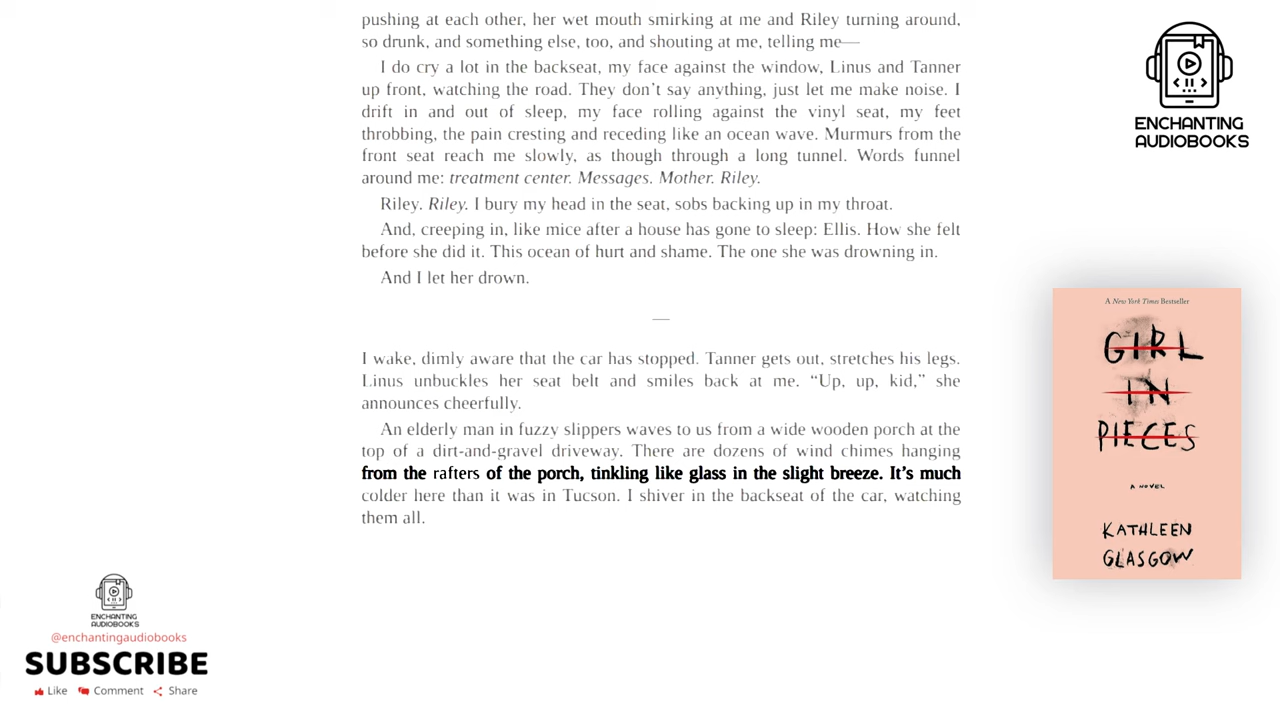 pushing at each other, her wet mouth smirking at me and Riley turning around,
so drunk, and something else, too, and shouting at me, telling me—
I do cry a lot in the backseat, my face against the window, Linus and Tanner
up front, watching the road. They don’t say anything, just let me make noise. I
drift in and out of sleep, my face rolling against the vinyl seat, my feet
throbbing, the pain cresting and receding like an ocean wave. Murmurs from the
front seat reach me slowly, as though through a long tunnel. Words funnel
around me: treatment center. Messages. Mother. Riley.
Riley. Riley. I bury my head in the seat, sobs backing up in my throat.
And, creeping in, like mice after a house has gone to sleep: Ellis. How she felt
before she did it. This ocean of hurt and shame. The one she was drowning in.
And I let her drown.
—
I wake, dimly aware that the car has stopped. Tanner gets out, stretches his legs.
Linus unbuckles her seat belt and smiles back at me. “Up, up, kid,” she
announces cheerfully.
An elderly man in fuzzy slippers waves to us from a wide wooden porch at the
top of a dirt-and-gravel driveway. There are dozens of wind chimes hanging
from the rafters of the porch, tinkling like glass in the slight breeze. It’s much
colder here than it was in Tucson. I shiver in the backseat of the car, watching
them all.
ENCHANTING
AUDIOBOOKS
A New York Times Bestseller
GIRL
IN
PIECES
A NOVEL
KATHLEEN
GLASGOW
ENCHANTING
AUDIOBOOKS
@enchantingaudiobooks
SUBSCRIBE
Like Comment Share